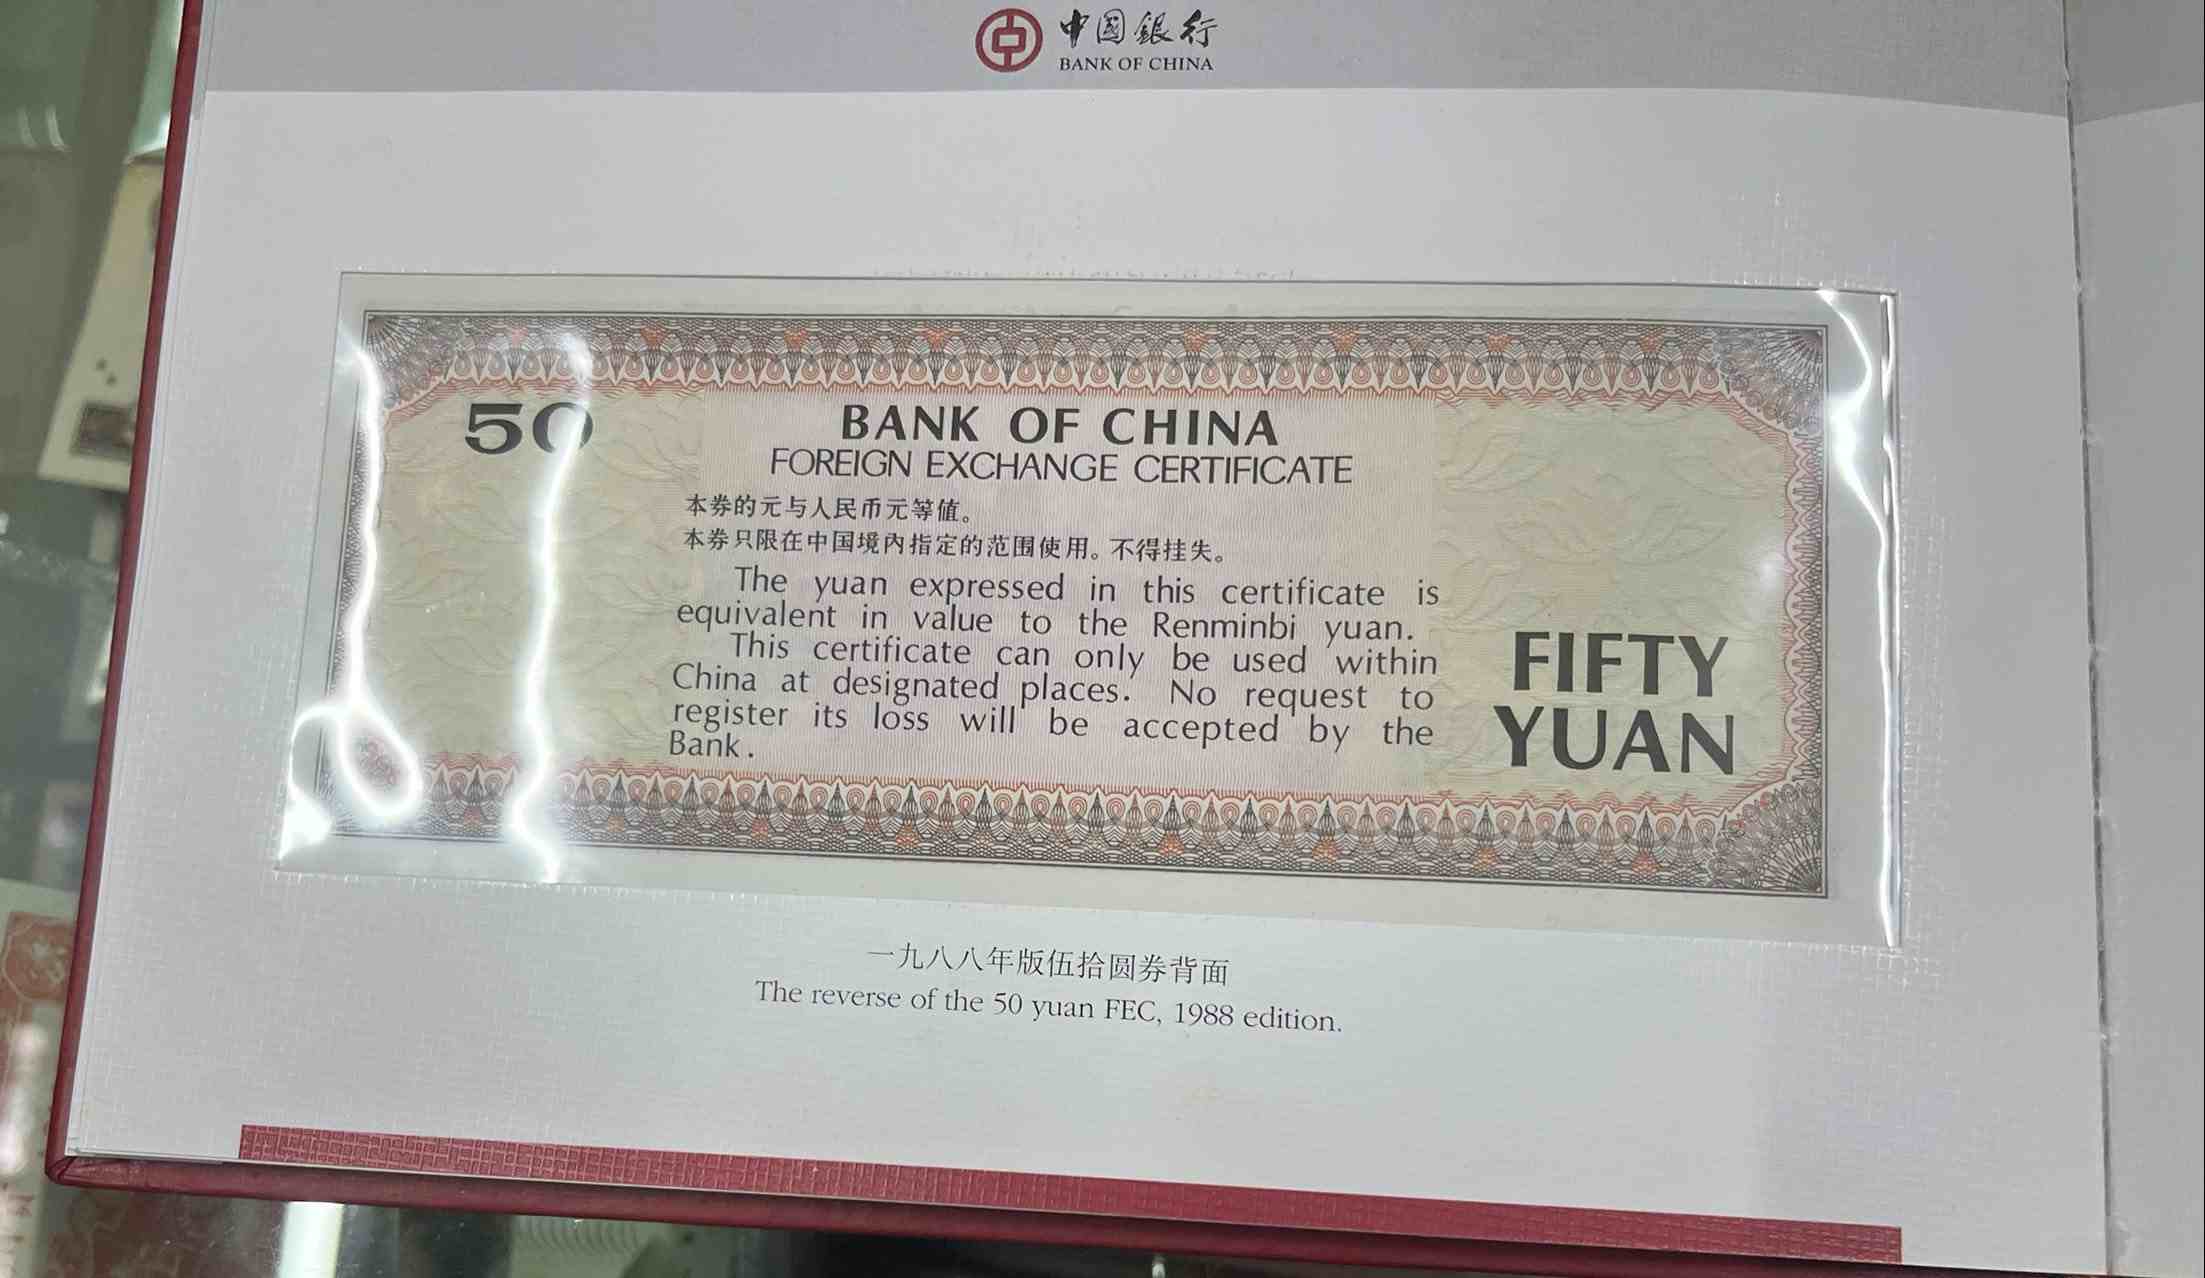 中國銀行
BANK OF CHINA
50
BANK OF CHINA
FOREIGN EXCHANGE CERTIFICATE
本券的元与人民币元等值。
本券只限在中国境内指定的范围使用。不得挂失。
The yuan expressed in this certificate is
equivalent in value to the Renminbi yuan.
This certificate can only be used within
China at designated places. No request to
register its loss will be accepted by the
Bank.
FIFTY
YUAN
一九八八年版伍拾圆券背面
The reverse of the 50 yuan FEC, 1988 edition.